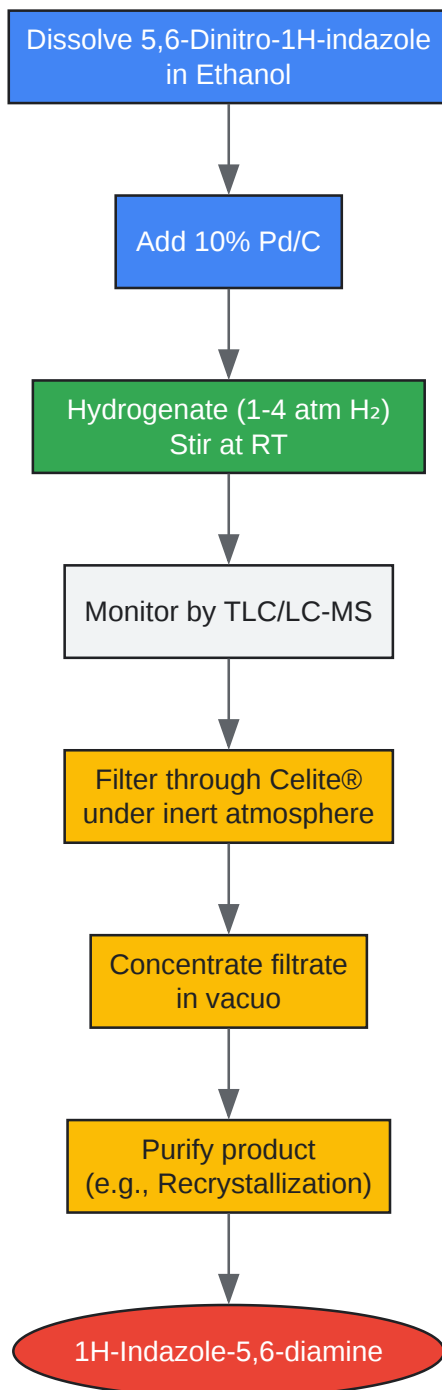 Dissolve 5,6-Dinitro-1H-indazole
in Ethanol
Add 10% Pd/C
Hydrogenate (1-4 atm H₂)
Stir at RT
Monitor by TLC/LC-MS
Filter through Celite®
under inert atmosphere
Concentrate filtrate
in vacuo
Purify product
(e.g., Recrystallization)
1H-Indazole-5,6-diamine